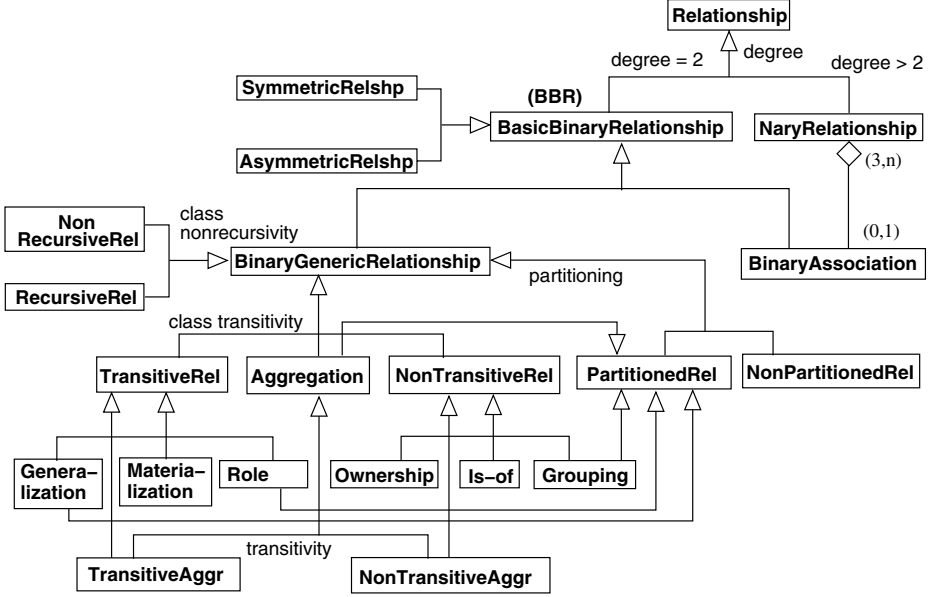 Relationship
degree = 2
degree
degree > 2
SymmetricRelshp
(BBR)
BasicBinaryRelationship
NaryRelationship
AsymmetricRelshp
(3,n)
Non
RecursiveRel
class
nonrecursivity
(0,1)
BinaryGenericRelationship
BinaryAssociation
partitioning
RecursiveRel
class transitivity
TransitiveRel
Aggregation
NonTransitiveRel
PartitionedRel
NonPartitionedRel
Genera-
lization
Materia-
lization
Role
Ownership
Is-of
Grouping
transitivity
TransitiveAggr
NonTransitiveAggr